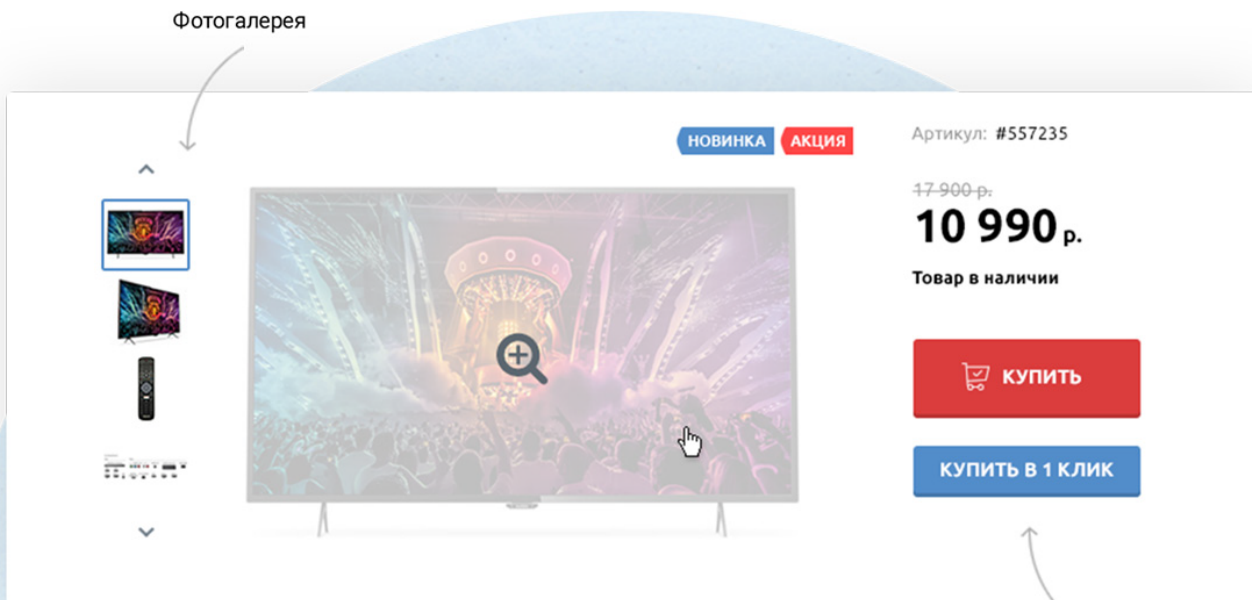 Фотогалерея
НОВИНКА
АКЦИЯ
Артикул: #557235
17 900 р.
10 990 р.
Товар в наличии
КУПИТЬ
КУПИТЬ В 1 КЛИК